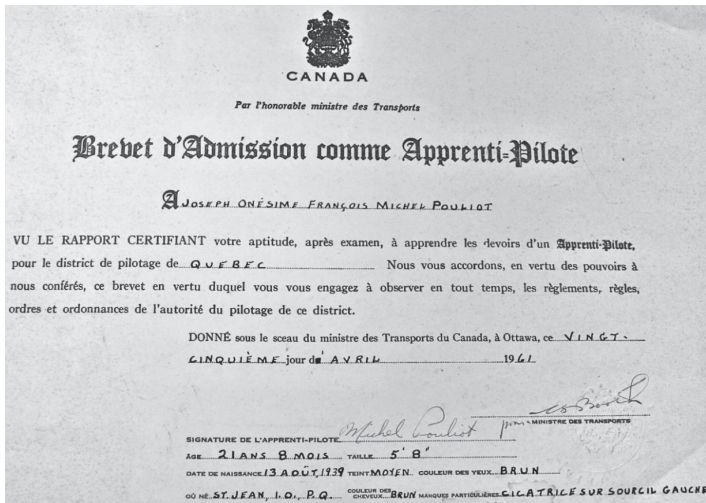 CANADA
Par l'honorable ministre des Transports
Brevet d'Admission comme Apprenti-Pilote
A JOSEPH ONÉSIME FRANÇOIS MICHEL POULIOT
VU LE RAPPORT CERTIFIANT votre aptitude, après examen, à apprendre les devoirs d'un Apprenti-Pilote,
pour le district de pilotage de QUEBEC Nous vous accordons, en vertu des pouvoirs à
nous conférés, ce brevet en vertu duquel vous vous engagez à observer en tout temps, les règlements, règles,
ordres et ordonnances de l'autorité du pilotage de ce district.
DONNÉ sous le sceau du ministre des Transports du Canada, à Ottawa, ce VINGT-
CINQUIÈME jour d' AVRIL 1961
pour MINISTRE DES TRANSPORTS
SIGNATURE DE L'APPRENTI-PILOTE Michel Pouliot
AGE 21 ANS 8 MOIS TAILLE 5' 8"
DATE DE NAISSANCE 13 AOÛT, 1939 TEINT MOYEN COULEUR DES YEUX BRUN
OÙ NÉ ST. JEAN, I.O., P.Q. COULEUR DES CHEVEUX BRUN MARQUES PARTICULIÈRES CICATRICE SUR SOURCIL GAUCHE